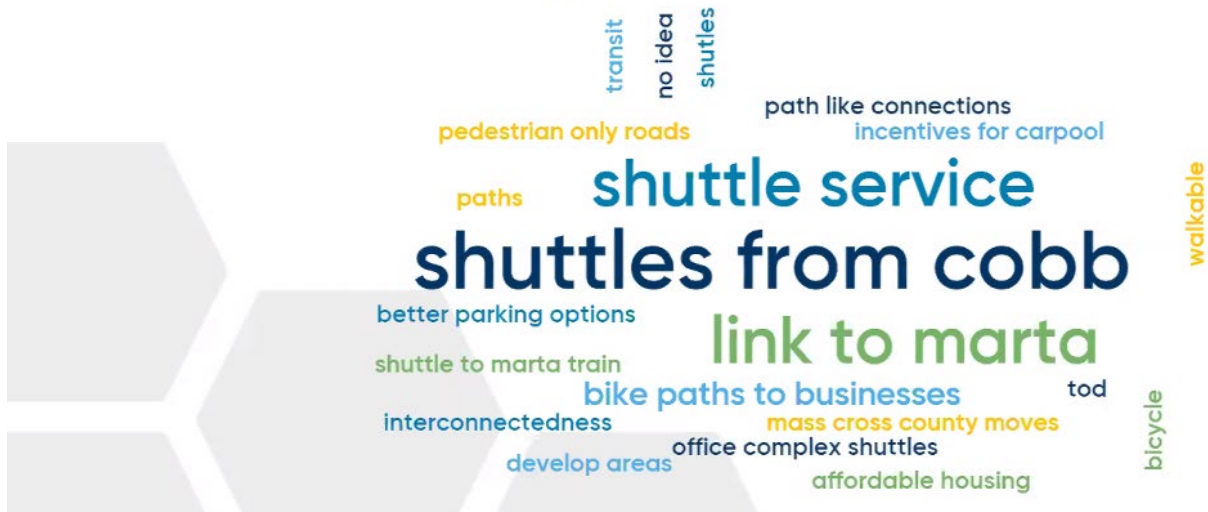 transit
no idea
shutles
path like connections
pedestrian only roads
incentives for carpool
shuttle service
paths
walkable
shuttles from cobb
better parking options
link to marta
shuttle to marta train
bike paths to businesses
tod
interconnectedness
mass cross county moves
bicycle
office complex shuttles
develop areas
affordable housing